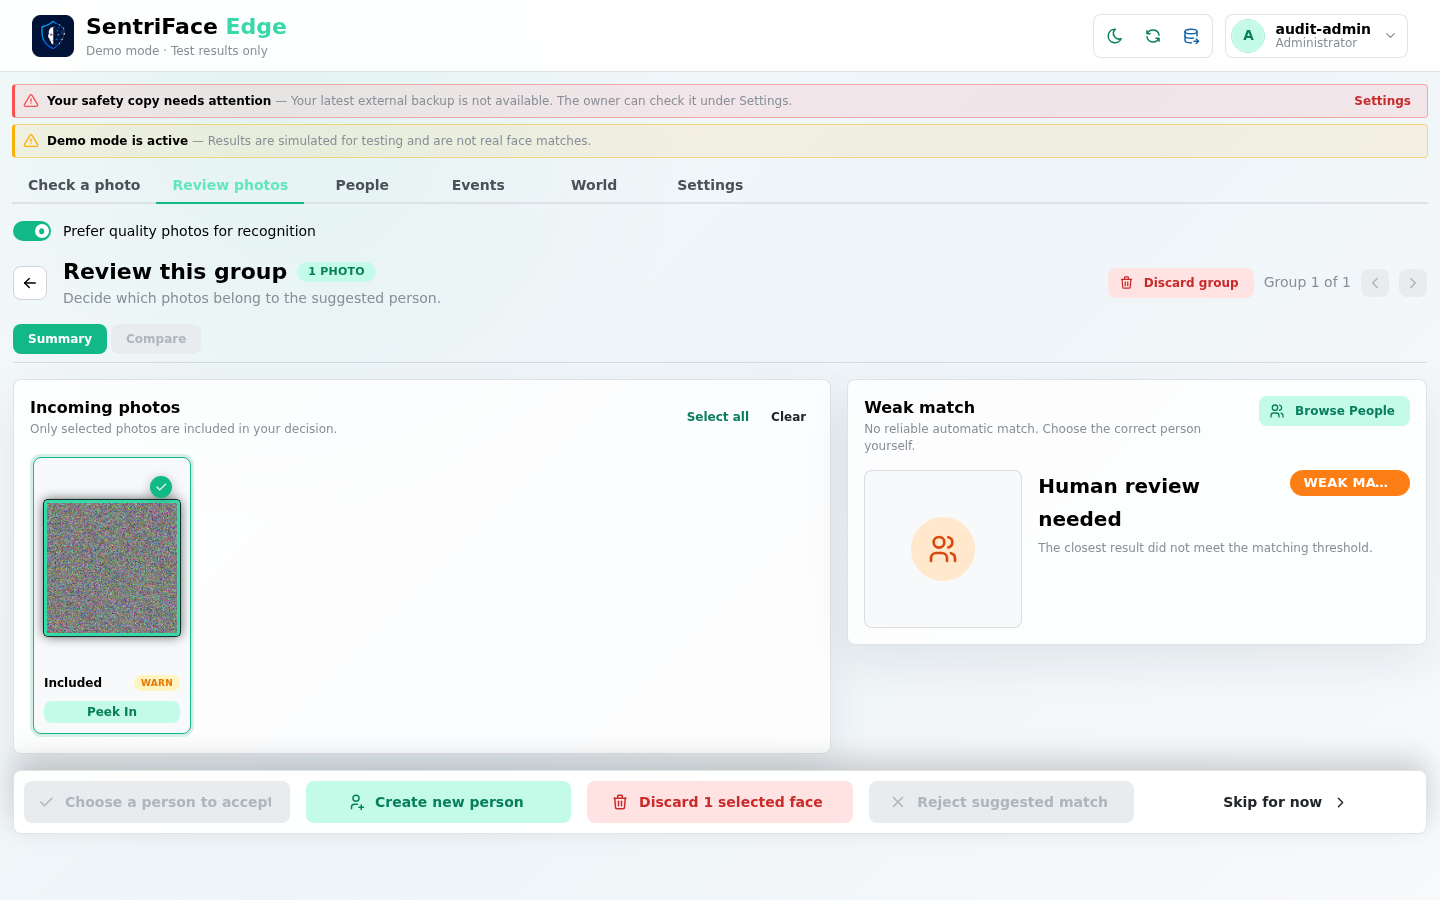 SentriFace Edge
Demo mode · Test results only
A
audit-admin
Administrator
Your safety copy needs attention — Your latest external backup is not available. The owner can check it under Settings.
Settings
Demo mode is active — Results are simulated for testing and are not real face matches.
Check a photo
Review photos
People
Events
World
Settings
Prefer quality photos for recognition
Review this group
1 PHOTO
Decide which photos belong to the suggested person.
Discard group
Group 1 of 1
Summary
Compare
Incoming photos
Only selected photos are included in your decision.
Select all
Clear
Included
WARN
Peek In
Weak match
No reliable automatic match. Choose the correct person
yourself.
Browse People
Human review
needed
WEAK MA...
The closest result did not meet the matching threshold.
Choose a person to accept
Create new person
Discard 1 selected face
Reject suggested match
Skip for now